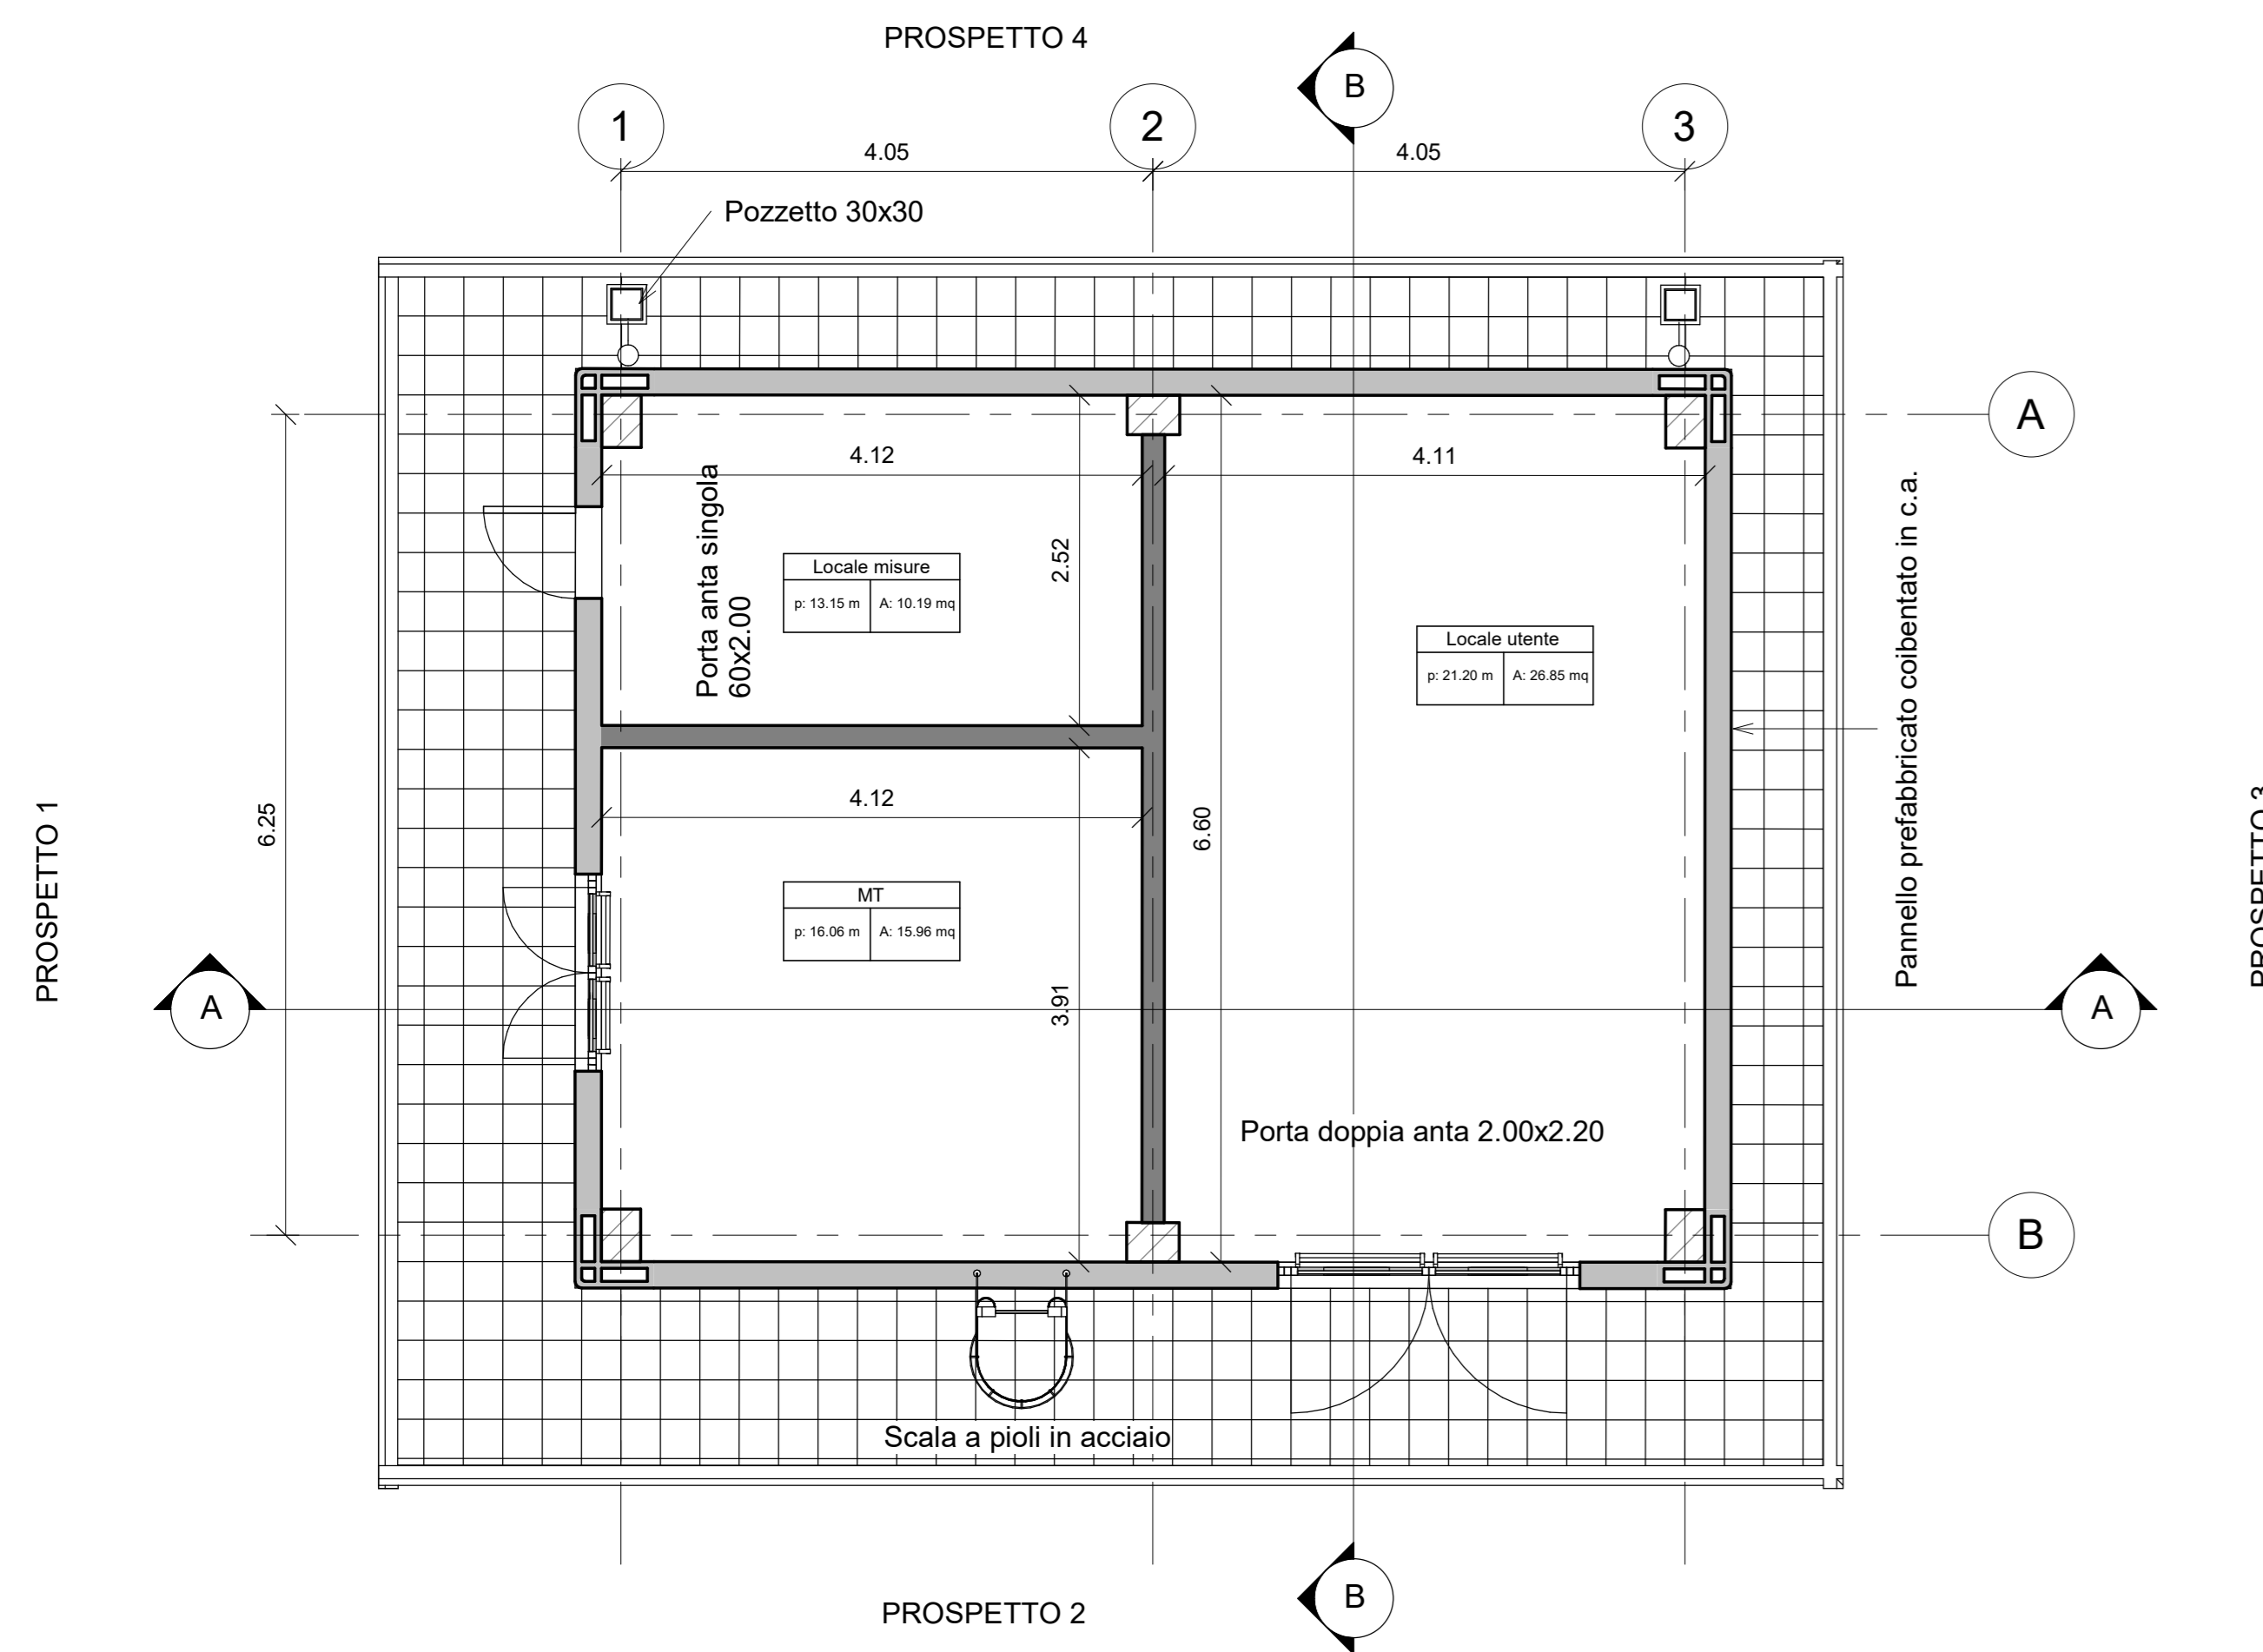 PROSPETTO 4
B
1
2
3
4.05
4.05
Pozzetto 30x30
A
4.12
4.11
Porta anta singola
60x2.00
2.52
Locale misure
p: 13.15 m
A: 10.19 mq
Locale utente
p: 21.20 m
A: 26.85 mq
Pannello prefabbricato coibentato in c.a.
PROSPETTO 1
6.25
4.12
6.60
PROSPETTO 3
MT
p: 16.06 m
A: 15.96 mq
3.91
A
A
Porta doppia anta 2.00x2.20
B
Scala a pioli in acciaio
PROSPETTO 2
B